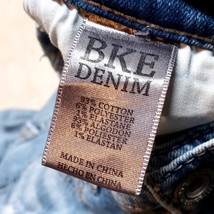 BKE
DENIM
93% COTTON
6% POLYESTER
1% ELASTANE
93% ALGODON
6% POLIESTER
1% ELASTAN
MADE IN CHINA
HECHO EN CHINA